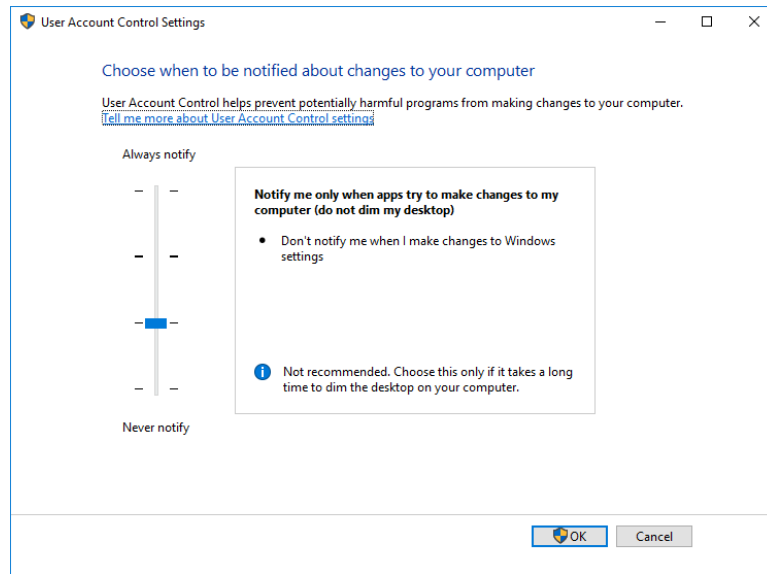 User Account Control Settings
Choose when to be notified about changes to your computer
User Account Control helps prevent potentially harmful programs from making changes to your computer.
Tell me more about User Account Control settings
Always notify
Notify me only when apps try to make changes to my
computer (do not dim my desktop)
• Don't notify me when I make changes to Windows
settings
Not recommended. Choose this only if it takes a long
time to dim the desktop on your computer.
Never notify
OK
Cancel